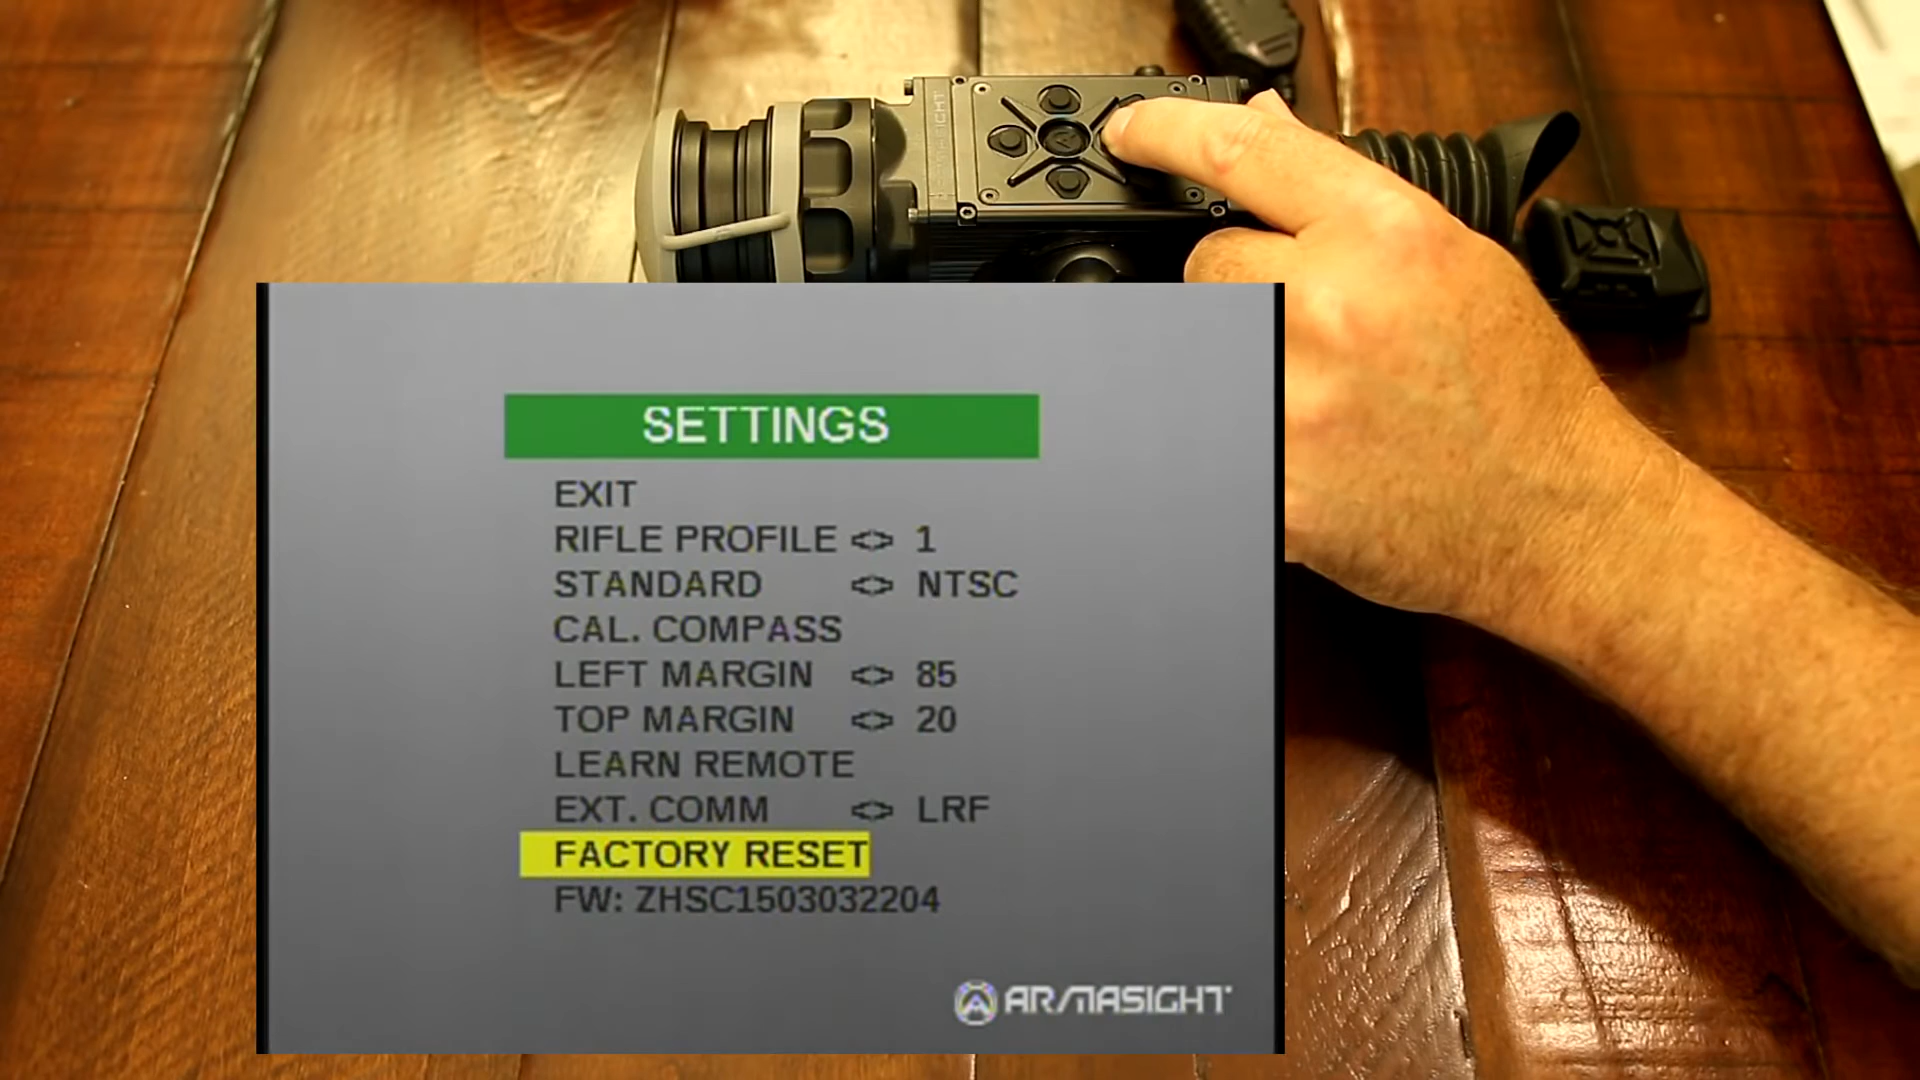 ARMASIGHT
SETTINGS
EXIT
RIFLE PROFILE <> 1
STANDARD <> NTSC
CAL. COMPASS
LEFT MARGIN <> 85
TOP MARGIN <> 20
LEARN REMOTE
EXT. COMM <> LRF
FACTORY RESET
FW: ZHSC1503032204
ARMASIGHT